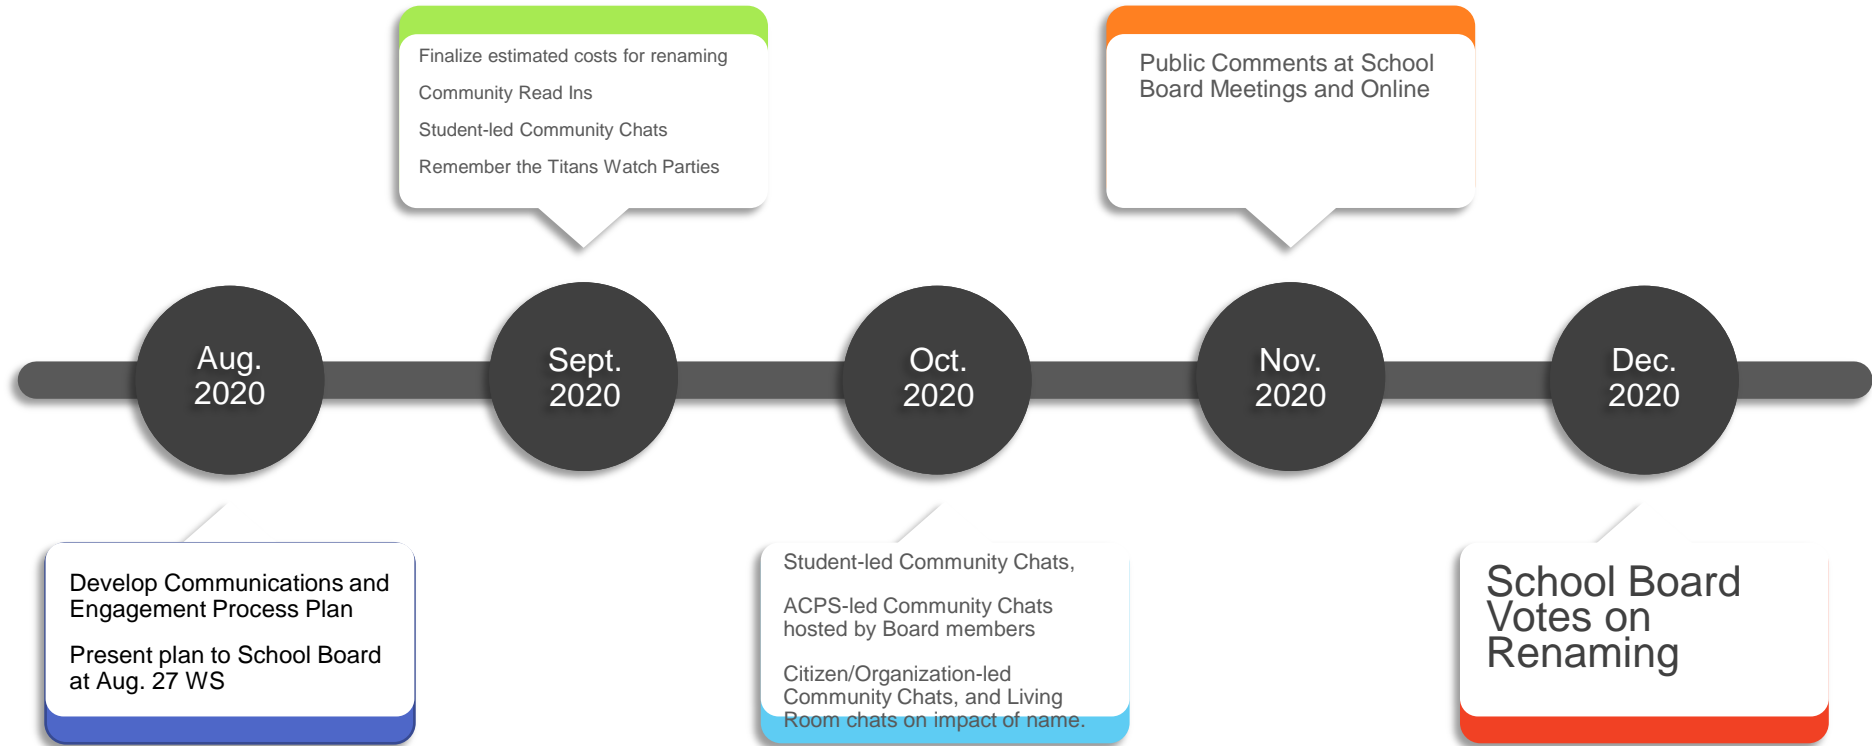 Finalize estimated costs for renaming
Community Read Ins
Student-led Community Chats
Remember the Titans Watch Parties
Public Comments at School
Board Meetings and Online
Aug.
2020
Sept.
2020
Oct.
2020
Nov.
2020
Dec.
2020
Develop Communications and
Engagement Process Plan
Present plan to School Board
at Aug. 27 WS
Student-led Community Chats,
ACPS-led Community Chats
hosted by Board members
Citizen/Organization-led
Community Chats, and Living
Room chats on impact of name.
School Board
Votes on
Renaming